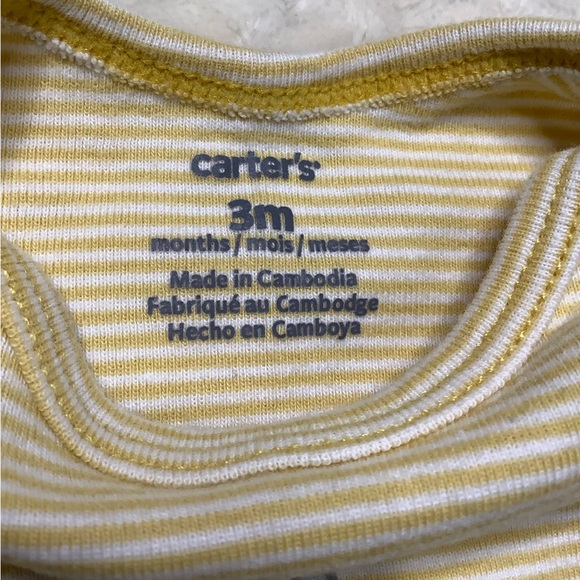 carter's
3m
months/mois/meses
Made in Cambodia
Fabriqué au Cambodge
Hecho en Camboya